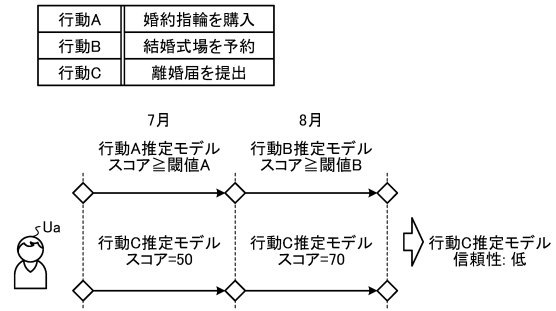 行動A 婚約指輪を購入
行動B 結婚式場を予約
行動C 離婚届を提出
7月 8月
行動A推定モデル 行動B推定モデル
スコア≧閾値A スコア≧閾値B
Ua
行動C推定モデル 行動C推定モデル
スコア=50 スコア=70
行動C推定モデル
信頼性: 低